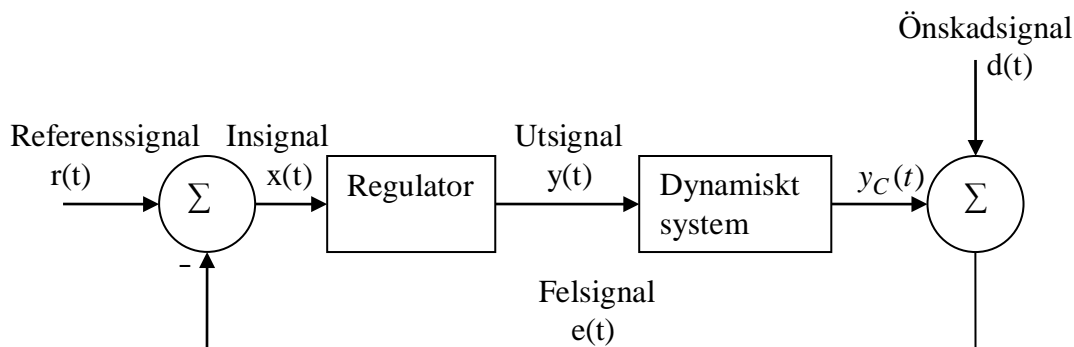 Önskadsignal
d(t)
Referenssignal
r(t)
Σ
-
Insignal
x(t)
Regulator
Utsignal
y(t)
Dynamiskt
system
y_C(t)
Σ
Felsignal
e(t)